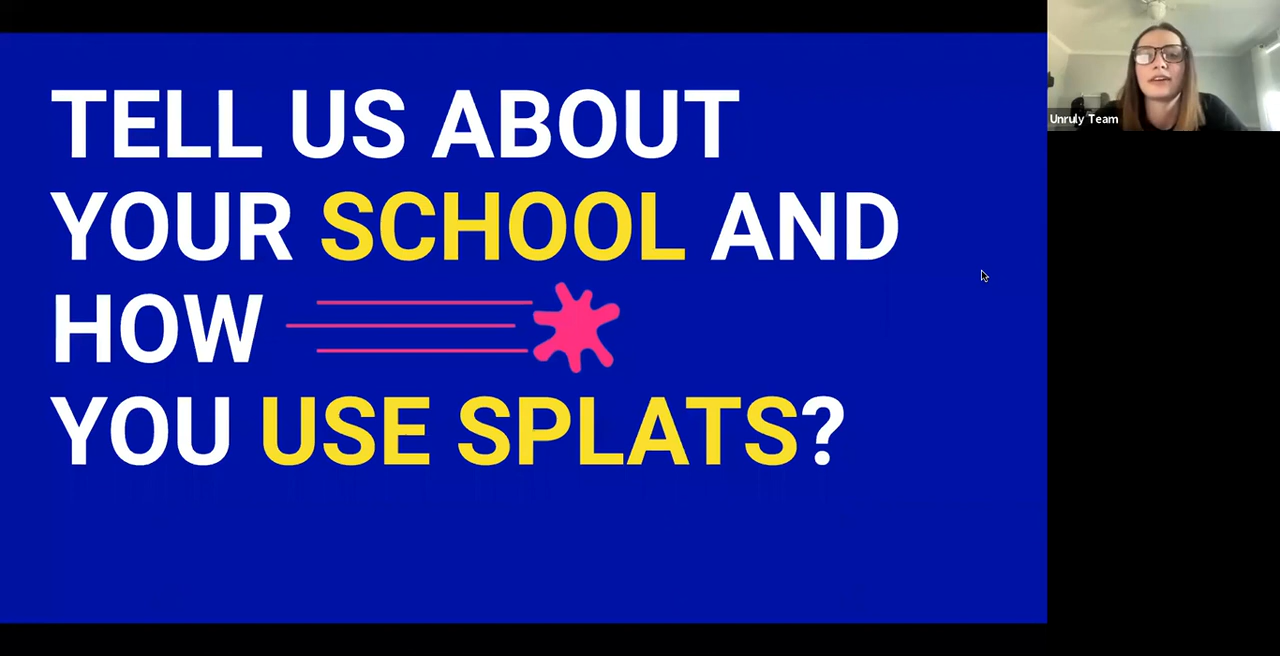 TELL US ABOUT
YOUR SCHOOL AND
HOW
YOU USE SPLATS?
Unruly Team